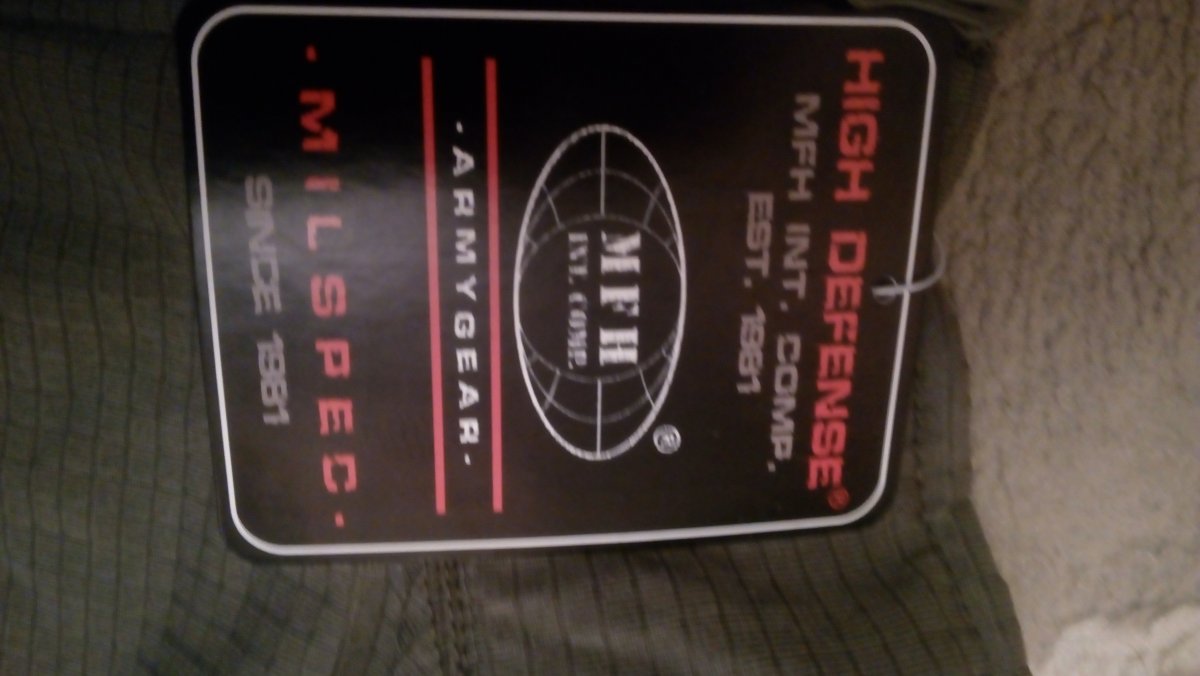 HIGH DEFENSE®
MFH INT. COMP.
EST. 1981
MFH
INT. COMP.
®
· ARMYGEAR ·
· MILSPEC ·
SINCE 1981